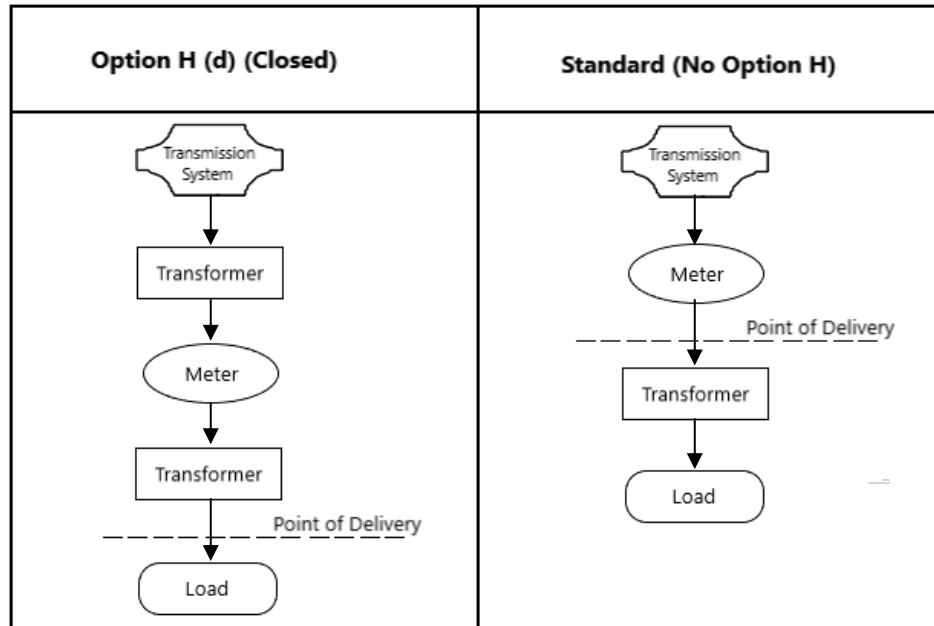 Option H (d) (Closed)
Transmission
System
Transformer
Meter
Transformer
Point of Delivery
Load
Standard (No Option H)
Transmission
System
Meter
Point of Delivery
Transformer
Load